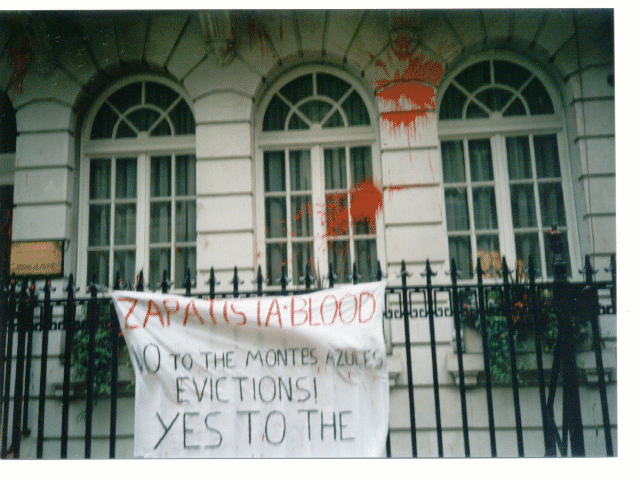 ZAPATISTA·BLOOD
NO TO THE MONTES AZULES
EVICTIONS!
YES TO THE